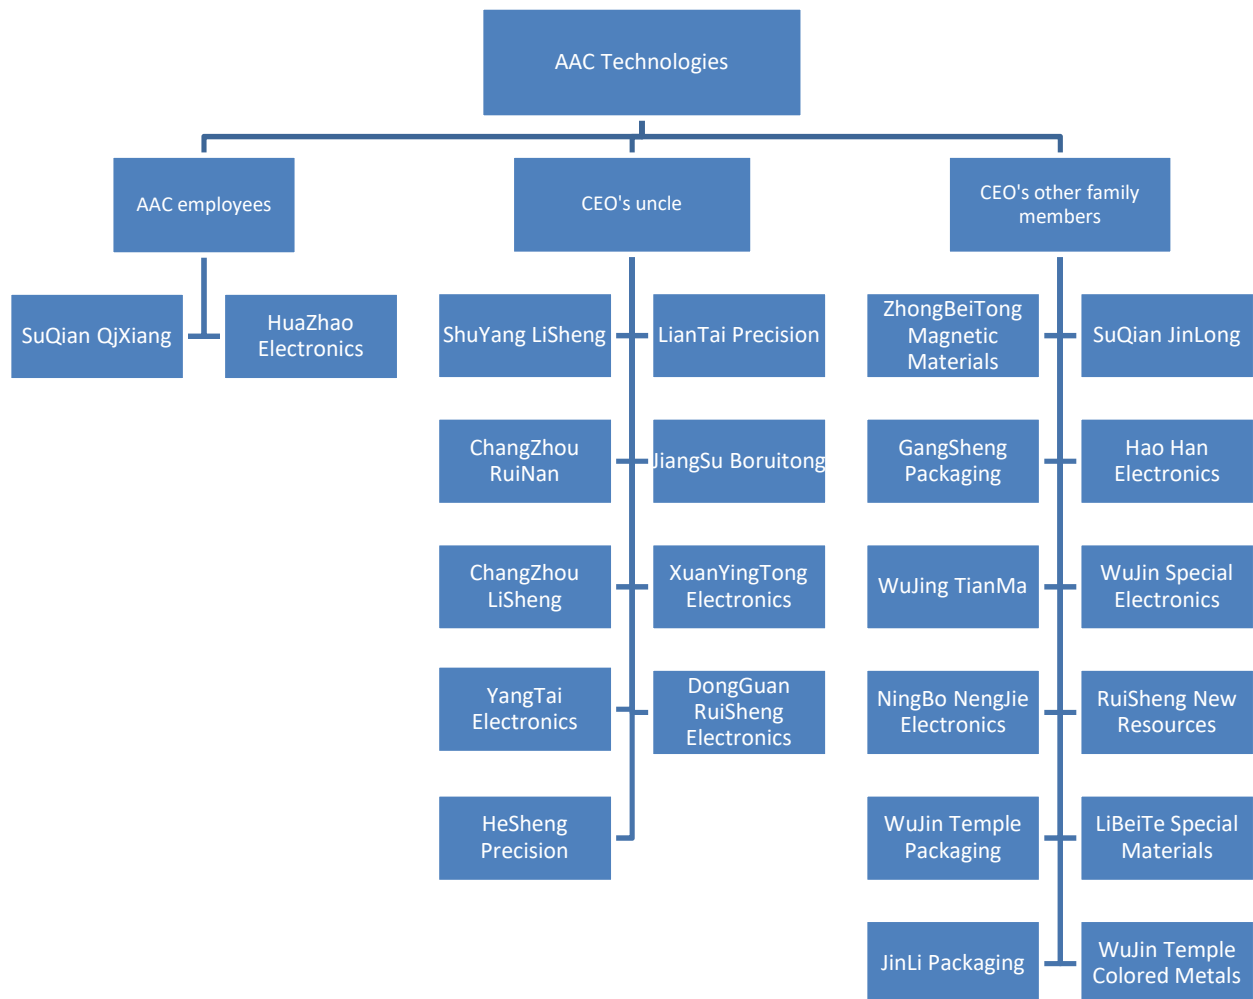 AAC Technologies
AAC employees
CEO's uncle
CEO's other family
members
SuQian QjXiang
HuaZhao
Electronics
ShuYang LiSheng
LianTai Precision
ZhongBeiTong
Magnetic
Materials
SuQian JinLong
ChangZhou
RuiNan
JiangSu Boruitong
GangSheng
Packaging
Hao Han
Electronics
ChangZhou
LiSheng
XuanYingTong
Electronics
WuJing TianMa
WuJin Special
Electronics
YangTai
Electronics
DongGuan
RuiSheng
Electronics
NingBo NengJie
Electronics
RuiSheng New
Resources
HeSheng
Precision
WuJin Temple
Packaging
LiBeiTe Special
Materials
JinLi Packaging
WuJin Temple
Colored Metals